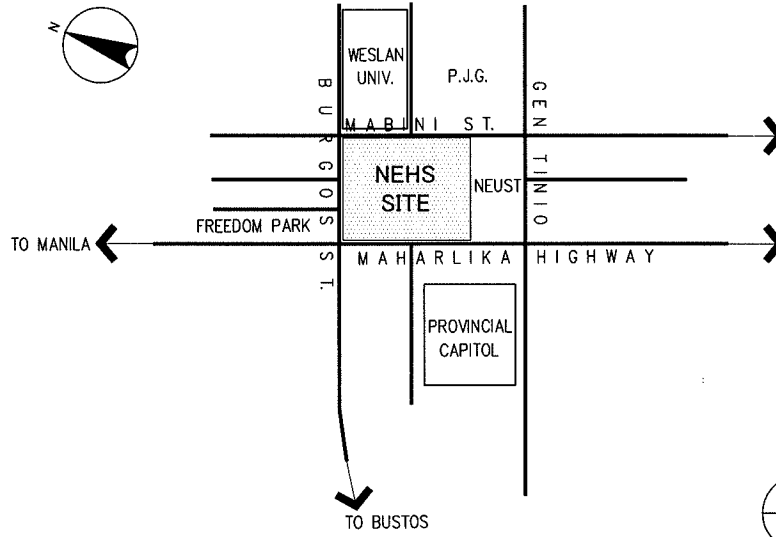 N
WESLAN
UNIV.
P.J.G.
BURGOS ST.
GEN TINIO
MABINI ST.
NEHS
SITE
NEUST
FREEDOM PARK
TO MANILA
MAHARLIKA HIGHWAY
PROVINCIAL
CAPITOL
TO BUSTOS